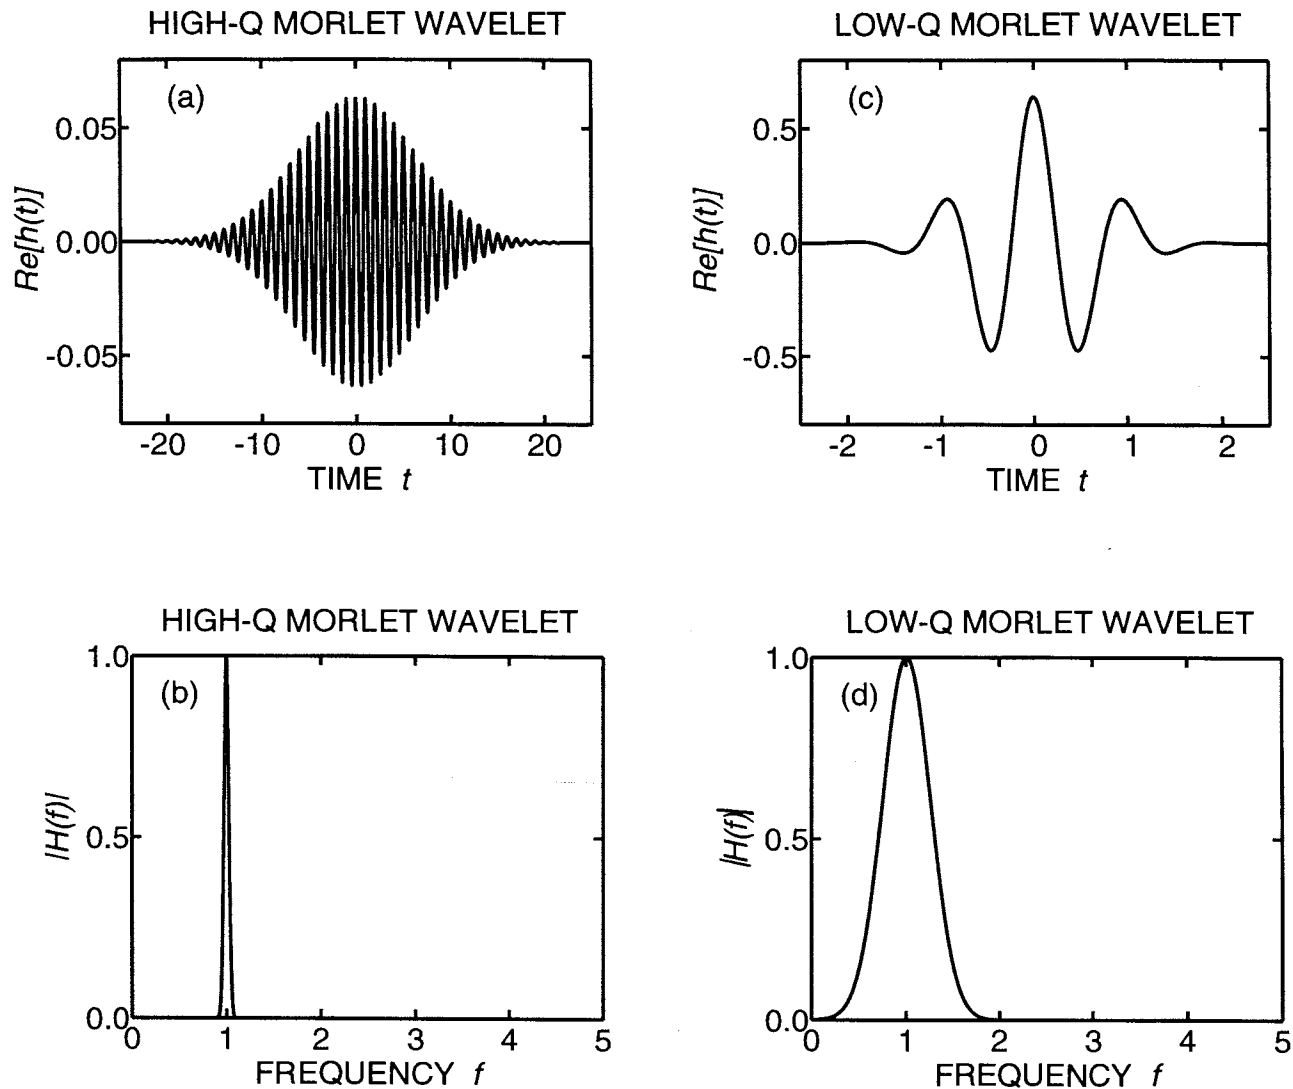 HIGH-Q MORLET WAVELET
(a)
0.05
0.00
-0.05
Re[h(t)]
-20 -10 0 10 20
TIME t
LOW-Q MORLET WAVELET
(c)
0.5
0.0
-0.5
Re[h(t)]
-2 -1 0 1 2
TIME t
HIGH-Q MORLET WAVELET
(b)
1.0
0.5
0.0
|H(f)|
0 1 2 3 4 5
FREQUENCY f
LOW-Q MORLET WAVELET
(d)
1.0
0.5
0.0
|H(f)|
0 1 2 3 4 5
FREQUENCY f